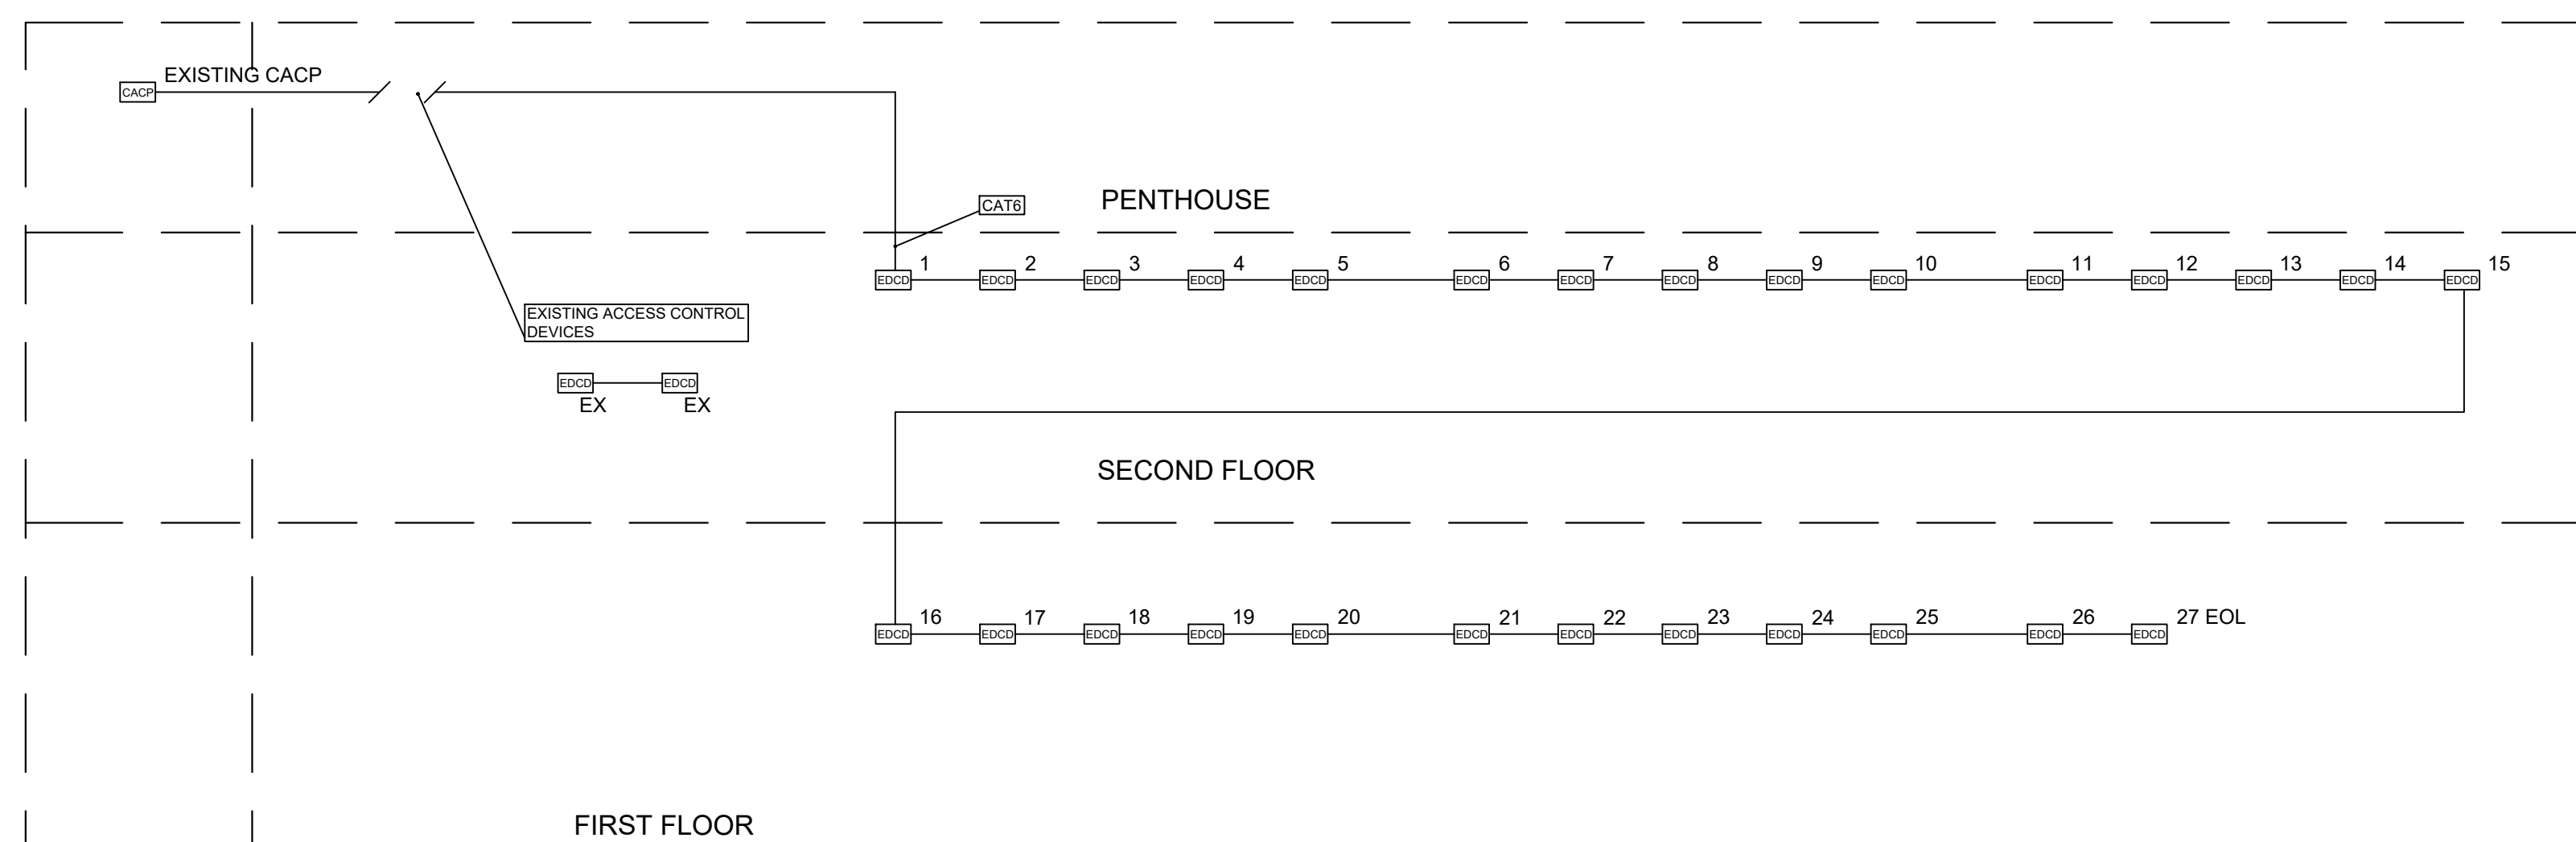 EXISTING CACP
CACP
CAT6
PENTHOUSE
1 2 3 4 5 6 7 8 9 10 11 12 13 14 15
EDCD EDCD EDCD EDCD EDCD EDCD EDCD EDCD EDCD EDCD EDCD EDCD EDCD EDCD EDCD
EXISTING ACCESS CONTROL
DEVICES
EDCD EDCD
EX EX
SECOND FLOOR
16 17 18 19 20 21 22 23 24 25 26 27 EOL
EDCD EDCD EDCD EDCD EDCD EDCD EDCD EDCD EDCD EDCD EDCD EDCD
FIRST FLOOR